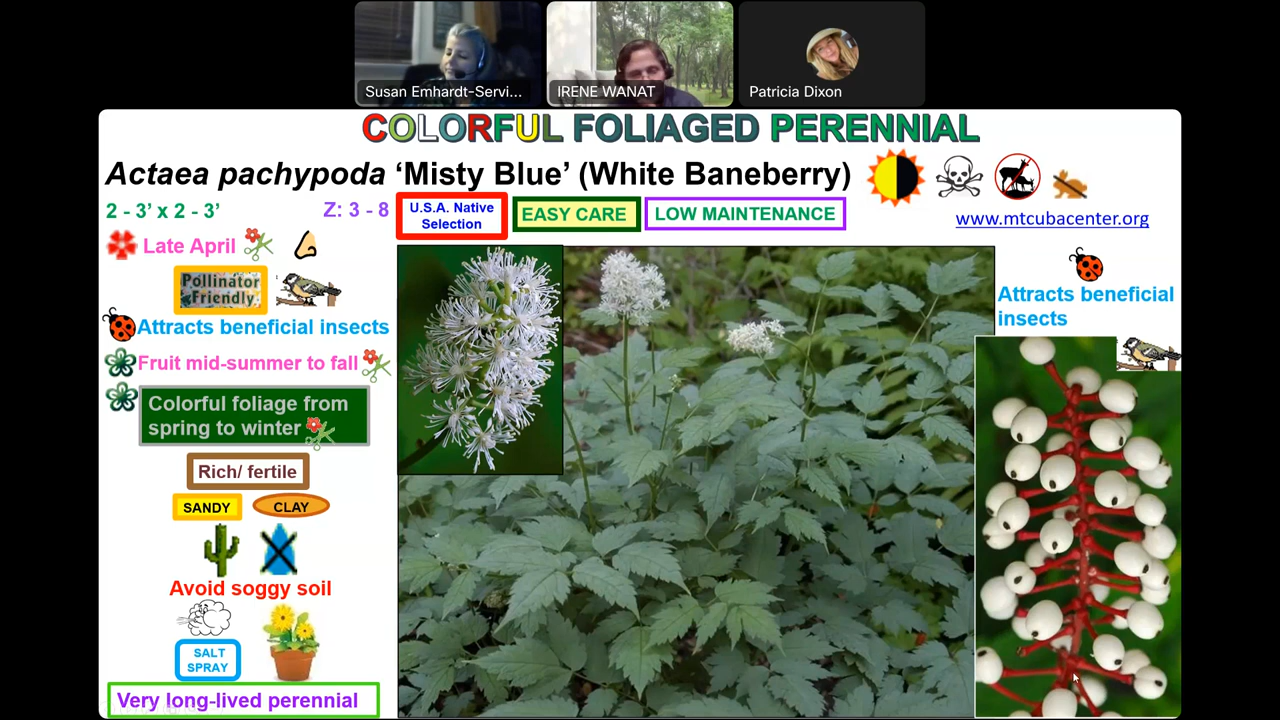 Susan Emhardt-Servi...
IRENE WANAT
Patricia Dixon
COLORFUL FOLIAGED PERENNIAL
Actaea pachypoda ‘Misty Blue’ (White Baneberry)
2 - 3’ x 2 - 3’
Z: 3 - 8
U.S.A. Native
Selection
EASY CARE
LOW MAINTENANCE
www.mtcubacenter.org
Late April
Pollinator
Friendly
Attracts beneficial insects
Fruit mid-summer to fall
Colorful foliage from
spring to winter
Rich/ fertile
SANDY
CLAY
Avoid soggy soil
SALT
SPRAY
Very long-lived perennial
Attracts beneficial
insects